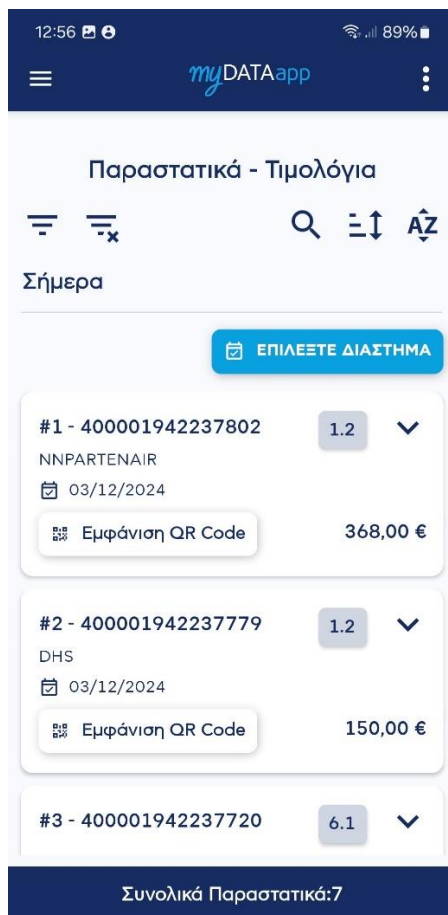 12:56 89%
myDATAapp
Παραστατικά - Τιμολόγια
AZ
Σήμερα
ΕΠΙΛΕΞΤΕ ΔΙΑΣΤΗΜΑ
#1 - 400001942237802 1.2
NNPARTENAIR
03/12/2024
Εμφάνιση QR Code 368,00 €
#2 - 400001942237779 1.2
DHS
03/12/2024
Εμφάνιση QR Code 150,00 €
#3 - 400001942237720 6.1
Συνολικά Παραστατικά:7